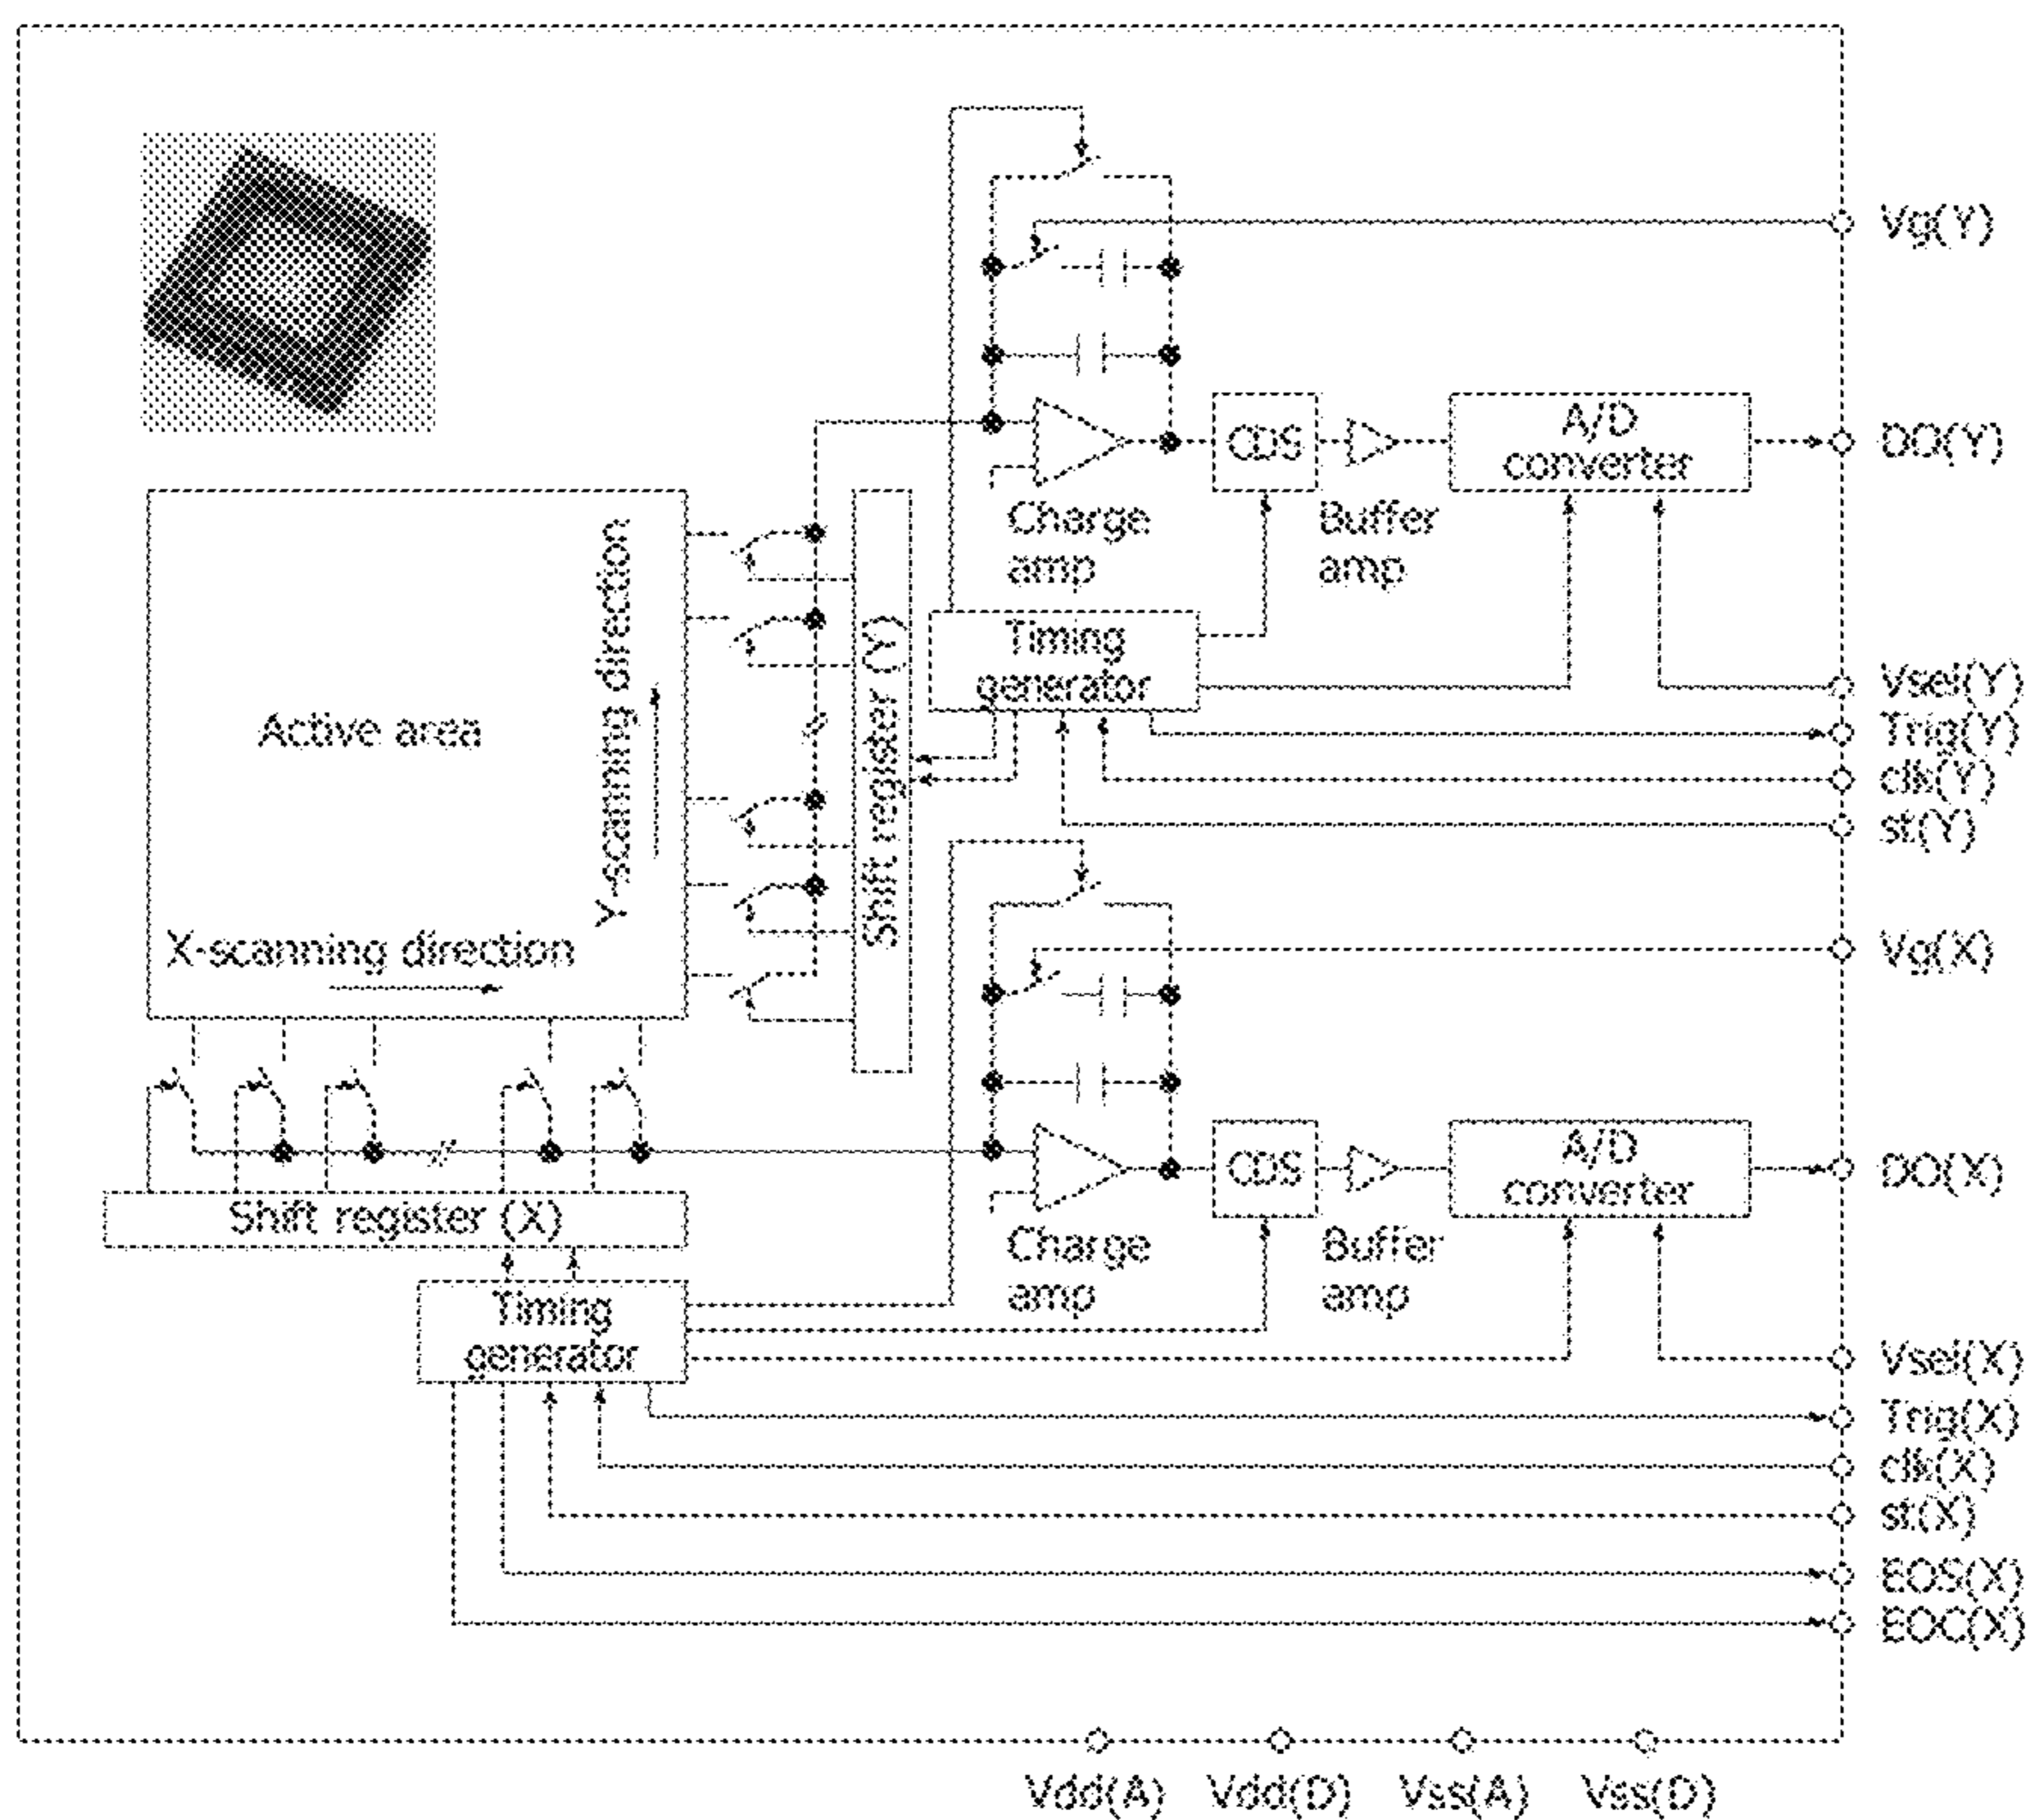 Vg(Y)
A/D
converter
CDS
DO(Y)
Charge
amp
Buffer
amp
Timing
generator
Vsel(Y)
Trig(Y)
clk(Y)
st(Y)
Active area
Y-scanning direction
X-scanning direction
Shift register (Y)
Vg(X)
A/D
converter
CDS
DO(X)
Shift register (X)
Charge
amp
Buffer
amp
Timing
generator
Vsel(X)
Trig(X)
clk(X)
st(X)
EOS(X)
EOC(X)
Vdd(A) Vdd(D) Vss(A) Vss(D)